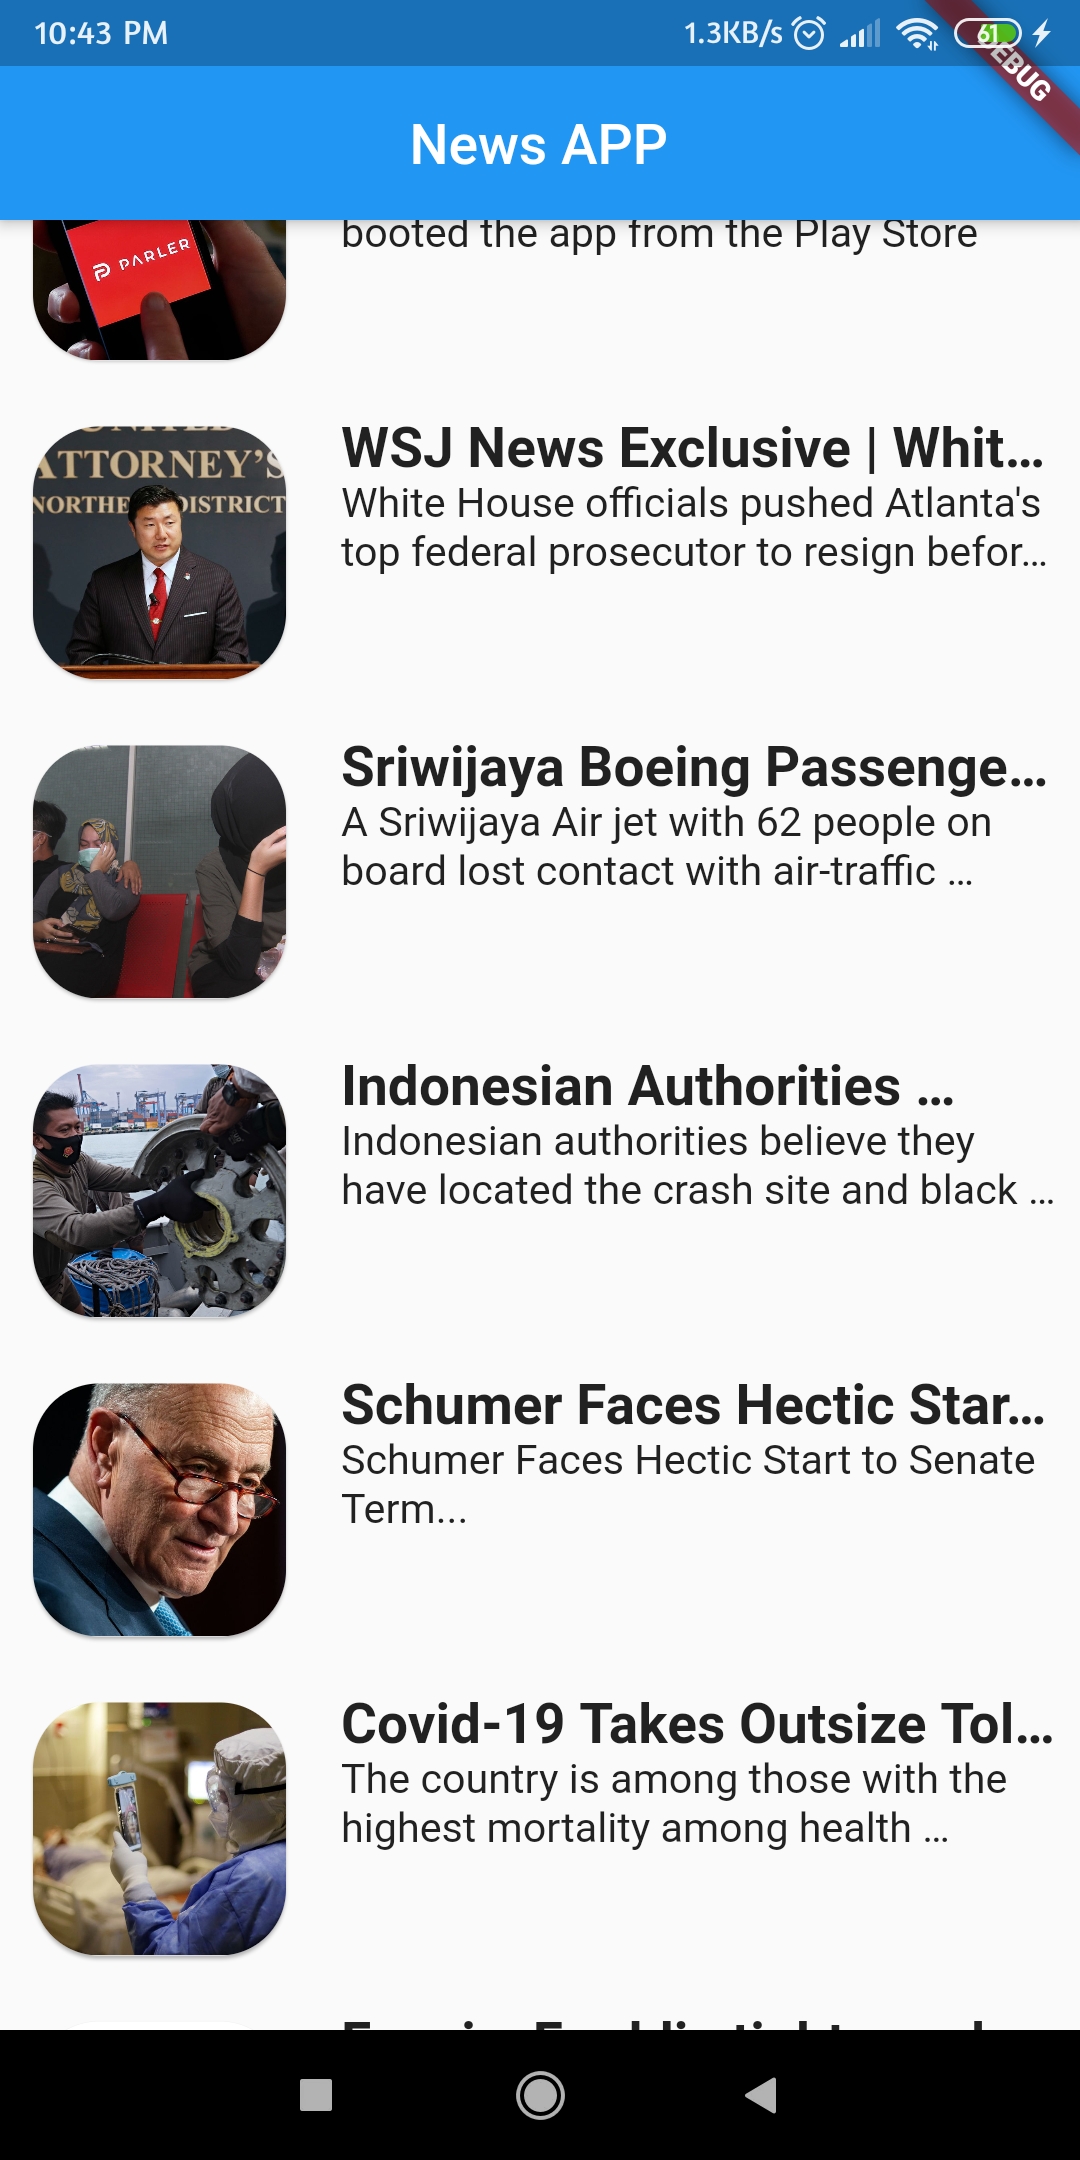 10:43 PM 1.3KB/s 61
DEBUG
News APP
PARLER
booted the app from the Play Store
UNITED
ATTORNEY'S
NORTHE DISTRICT
WSJ News Exclusive | Whit...
White House officials pushed Atlanta's
top federal prosecutor to resign befor...
Sriwijaya Boeing Passenge...
A Sriwijaya Air jet with 62 people on
board lost contact with air-traffic ...
Indonesian Authorities ...
Indonesian authorities believe they
have located the crash site and black ...
Schumer Faces Hectic Star...
Schumer Faces Hectic Start to Senate
Term...
Covid-19 Takes Outsize Tol...
The country is among those with the
highest mortality among health ...